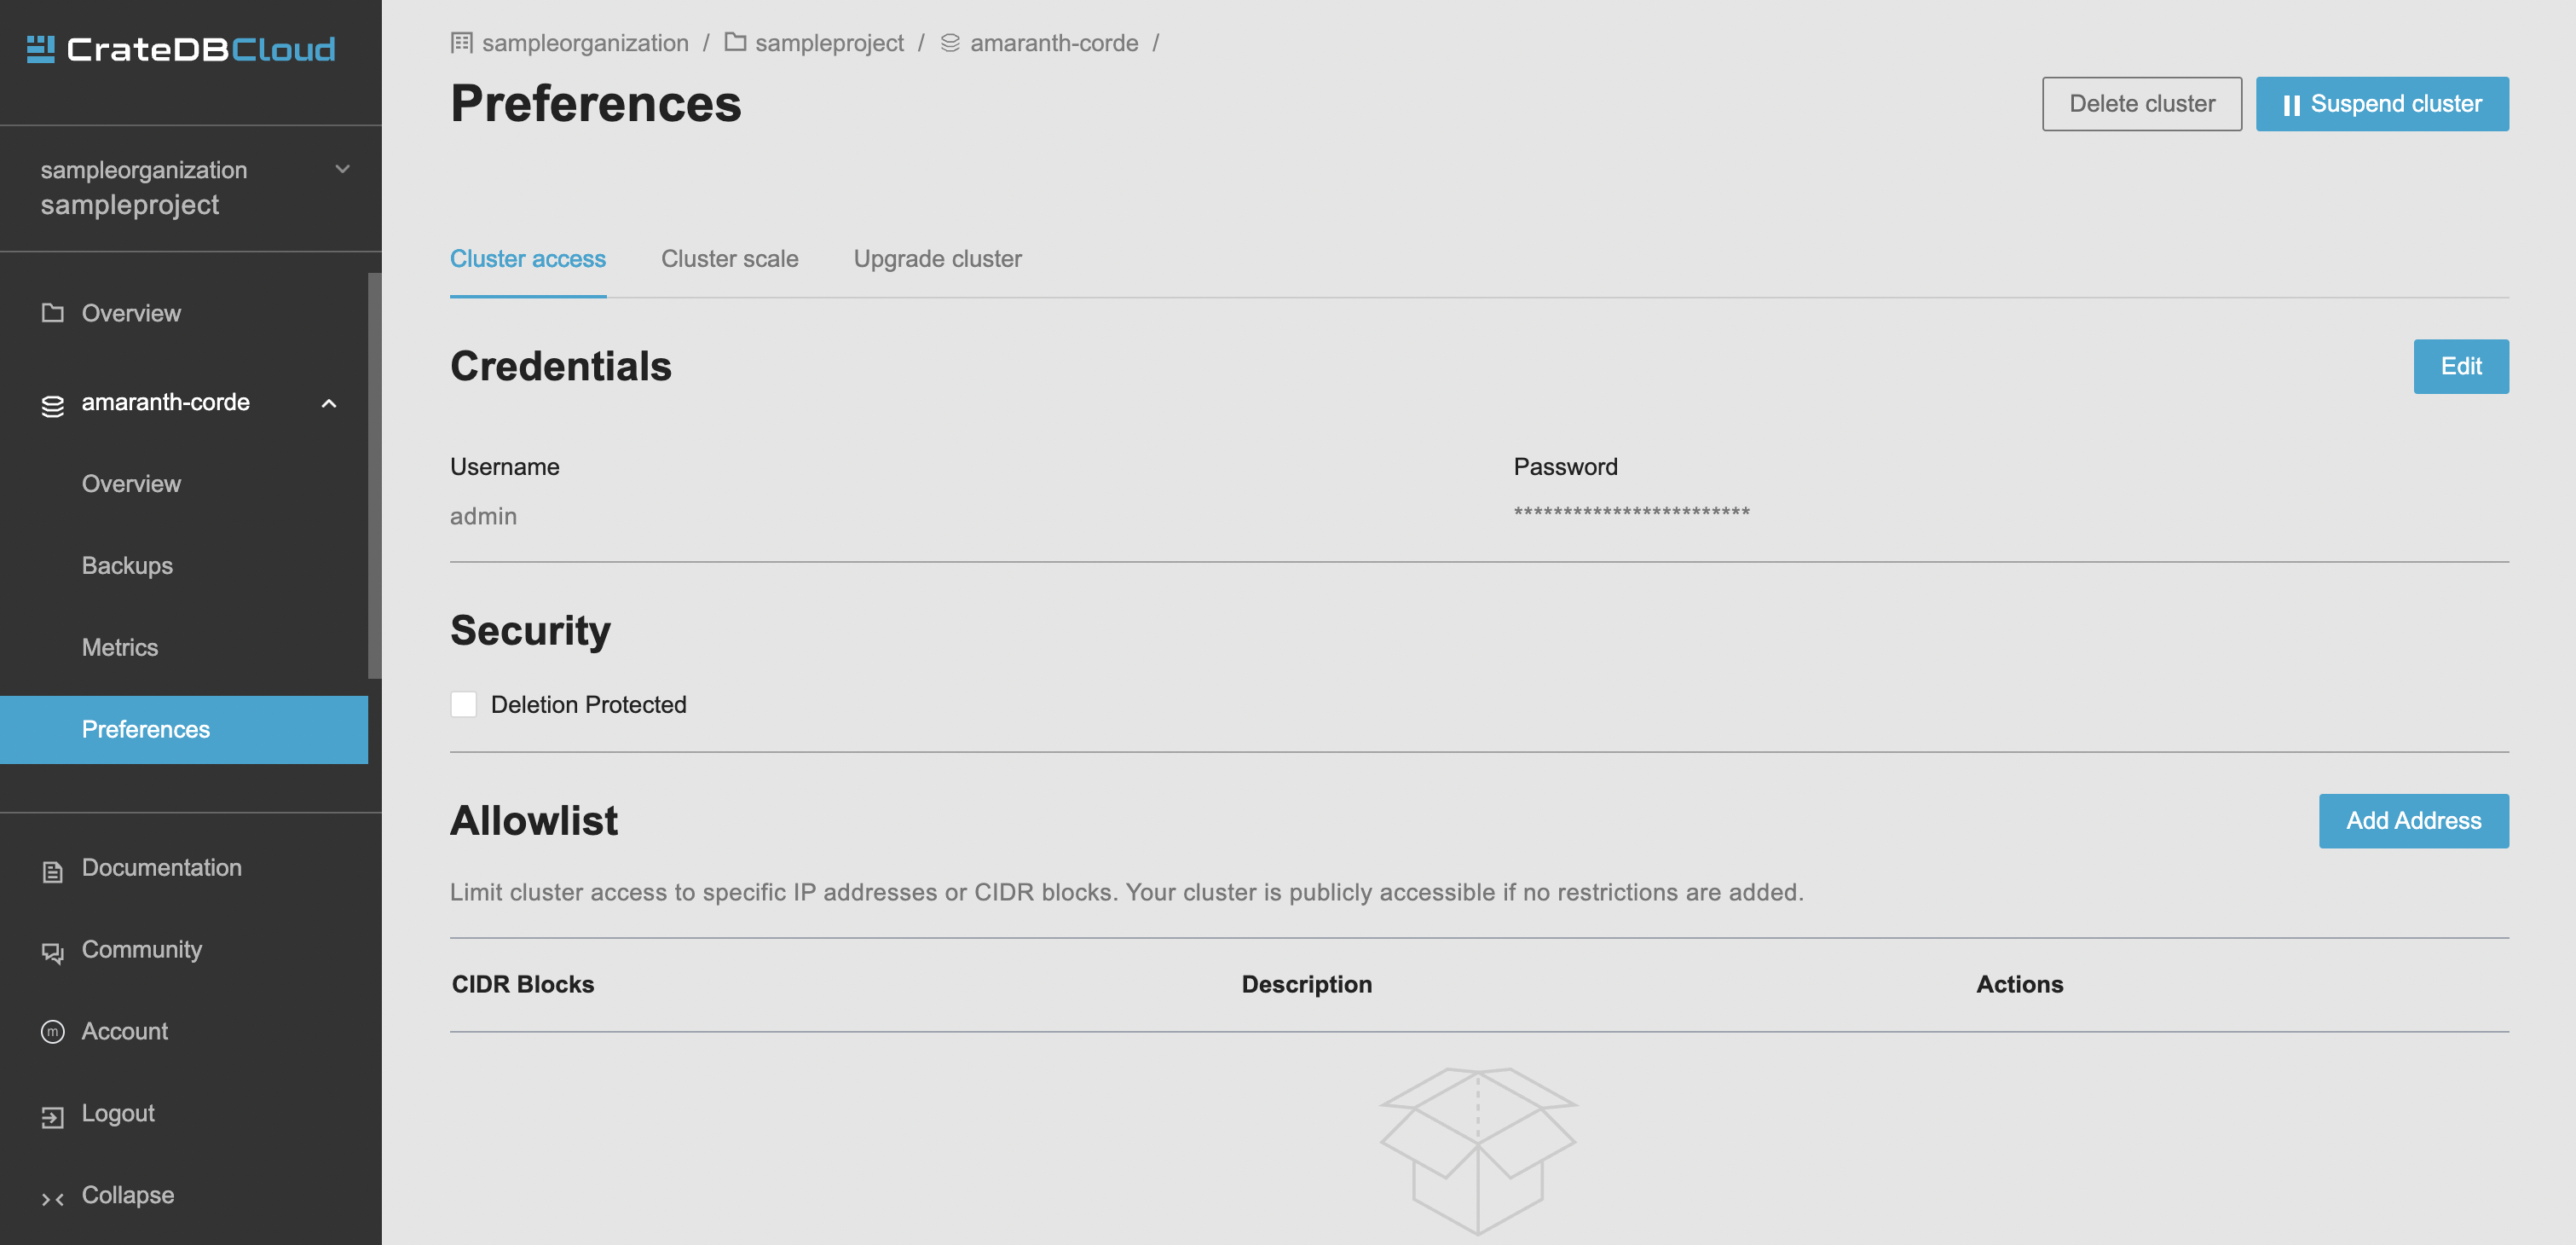 CrateDBCloud
sampleorganization
sampleproject
Overview
amaranth-corde
Overview
Backups
Metrics
Preferences
Documentation
Community
m
Account
Logout
Collapse
sampleorganization / sampleproject / amaranth-corde /
Preferences
Delete cluster
Suspend cluster
Cluster access Cluster scale Upgrade cluster
Credentials
Edit
Username Password
admin ************************
Security
Deletion Protected
Allowlist
Add Address
Limit cluster access to specific IP addresses or CIDR blocks. Your cluster is publicly accessible if no restrictions are added.
CIDR Blocks Description Actions